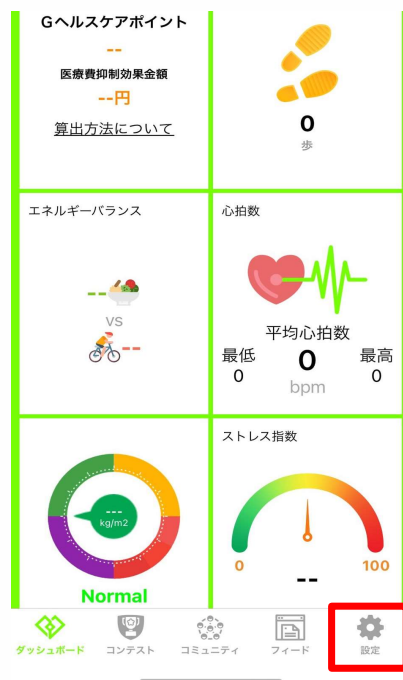 Gヘルスケアポイント
--
医療費抑制効果金額
--円
算出方法について
0
歩
エネルギーバランス
--
VS
--
心拍数
平均心拍数
最低 0 最高
0 bpm 0
---
kg/m2
Normal
ストレス指数
0 100
--
ダッシュボード コンテスト コミュニティ フィード 設定